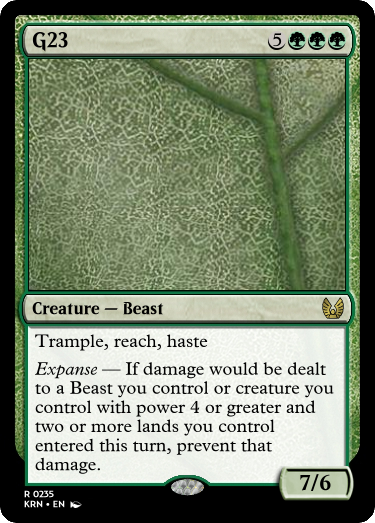 G23 5
Creature — Beast
Trample, reach, haste
Expanse — If damage would be dealt
to a Beast you control or creature you
control with power 4 or greater and
two or more lands you control
entered this turn, prevent that
damage.
7/6
R 0235
KRN • EN